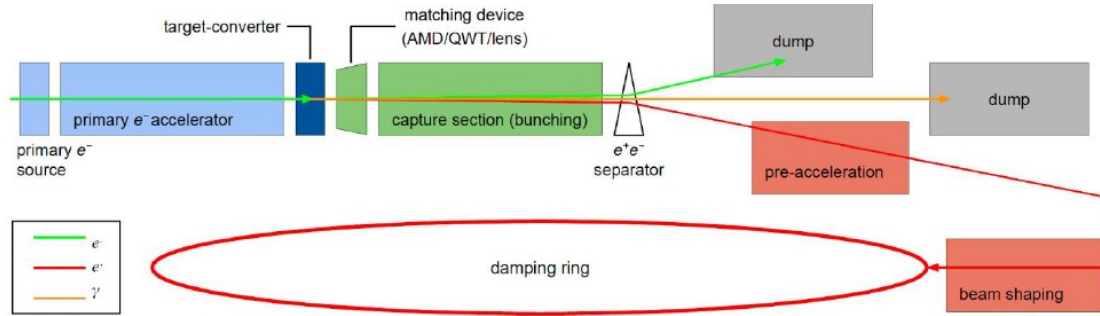 target-converter
matching device
(AMD/QWT/lens)
dump
primary e⁻ accelerator
capture section (bunching)
dump
primary e⁻
source
e⁺e⁻
separator
pre-acceleration
e⁻
e⁺
γ
damping ring
beam shaping